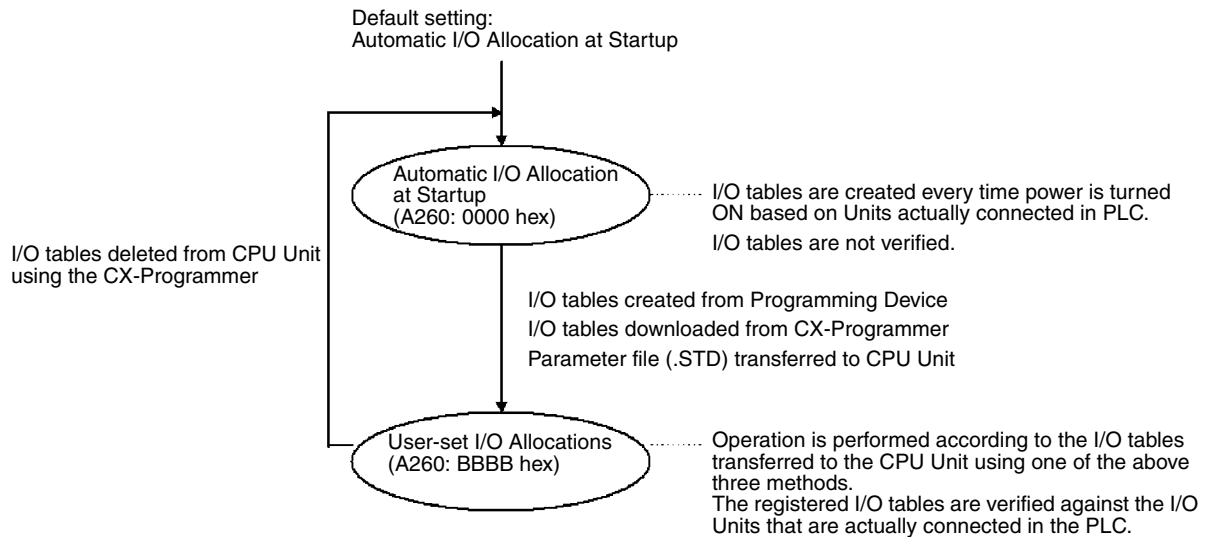 Default setting:
Automatic I/O Allocation at Startup
Automatic I/O Allocation
at Startup
(A260: 0000 hex)
I/O tables are created every time power is turned
ON based on Units actually connected in PLC.
I/O tables are not verified.
I/O tables deleted from CPU Unit
using the CX-Programmer
I/O tables created from Programming Device
I/O tables downloaded from CX-Programmer
Parameter file (.STD) transferred to CPU Unit
User-set I/O Allocations
(A260: BBBB hex)
Operation is performed according to the I/O tables
transferred to the CPU Unit using one of the above
three methods.
The registered I/O tables are verified against the I/O
Units that are actually connected in the PLC.